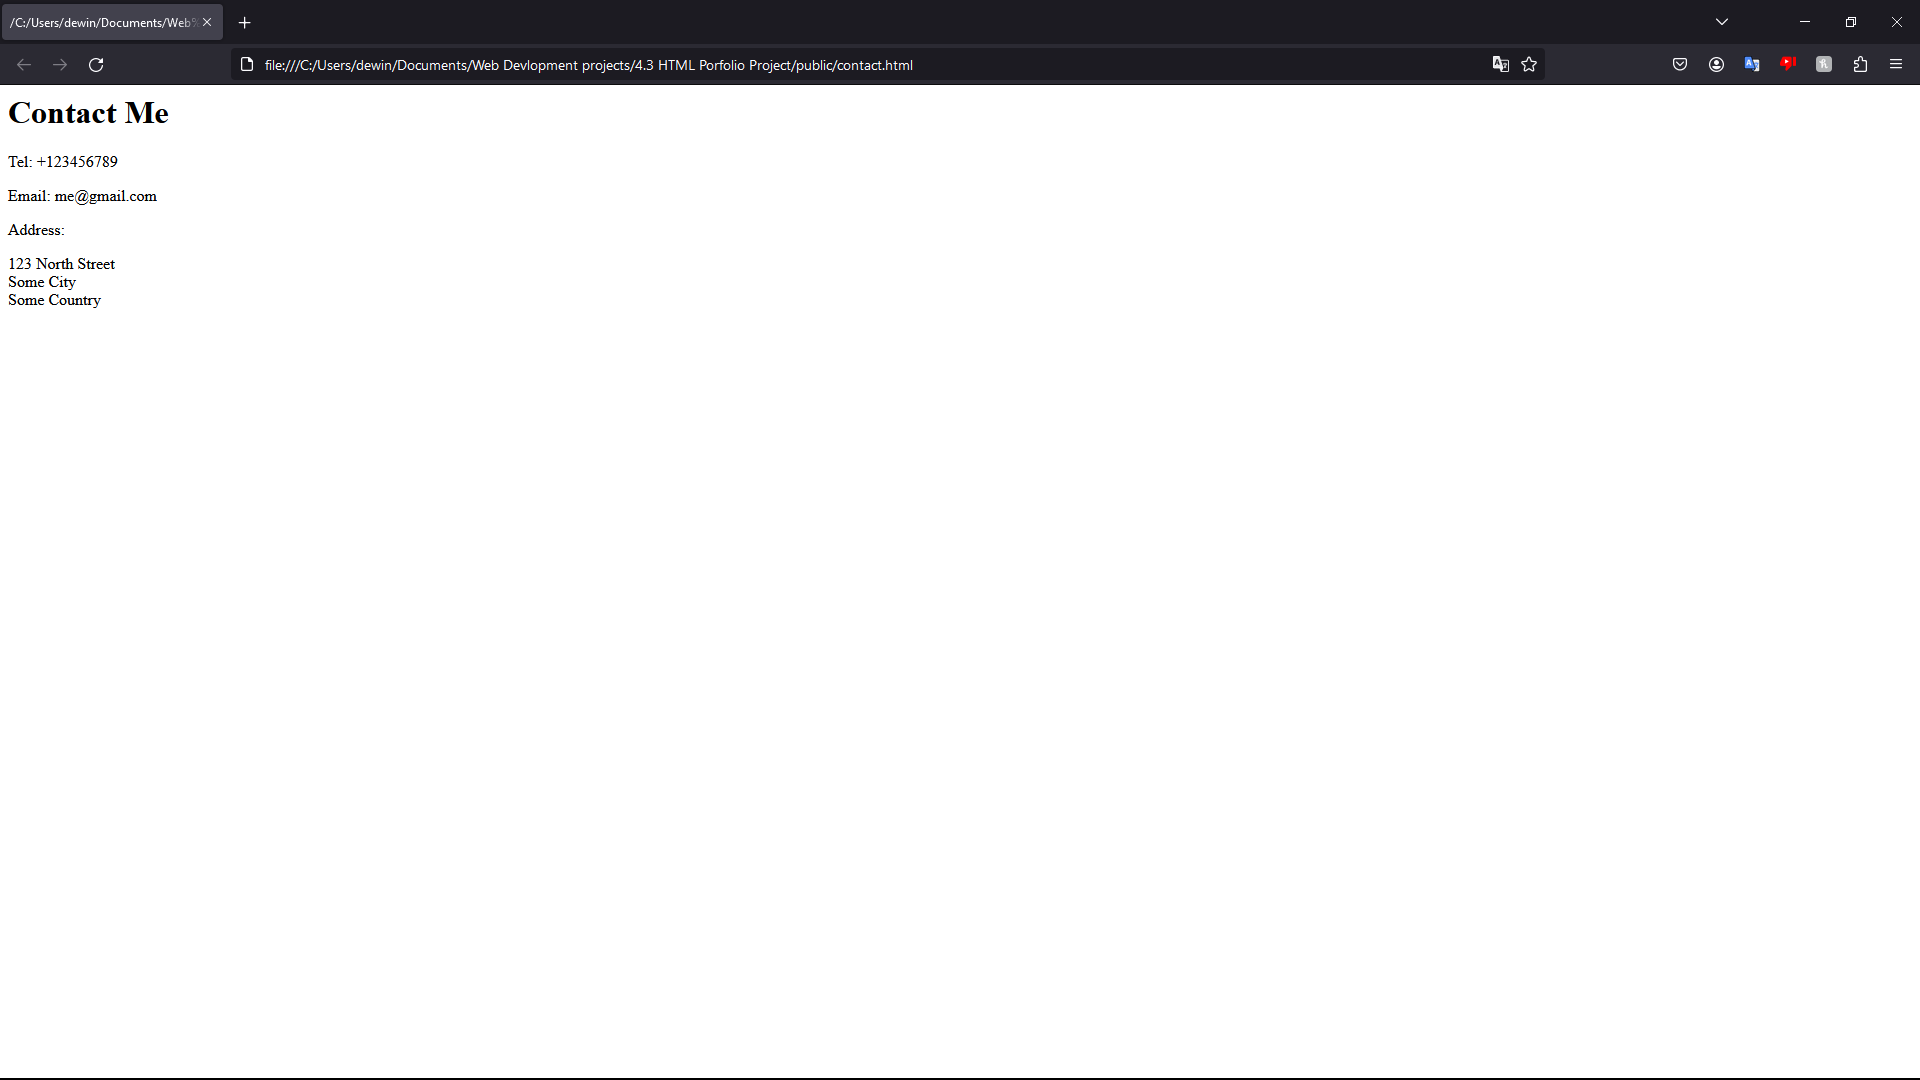 /C:/Users/dewin/Documents/Web%
file:///C:/Users/dewin/Documents/Web Devlopment projects/4.3 HTML Porfolio Project/public/contact.html
Contact Me
Tel: +123456789
Email: me@gmail.com
Address:
123 North Street
Some City
Some Country